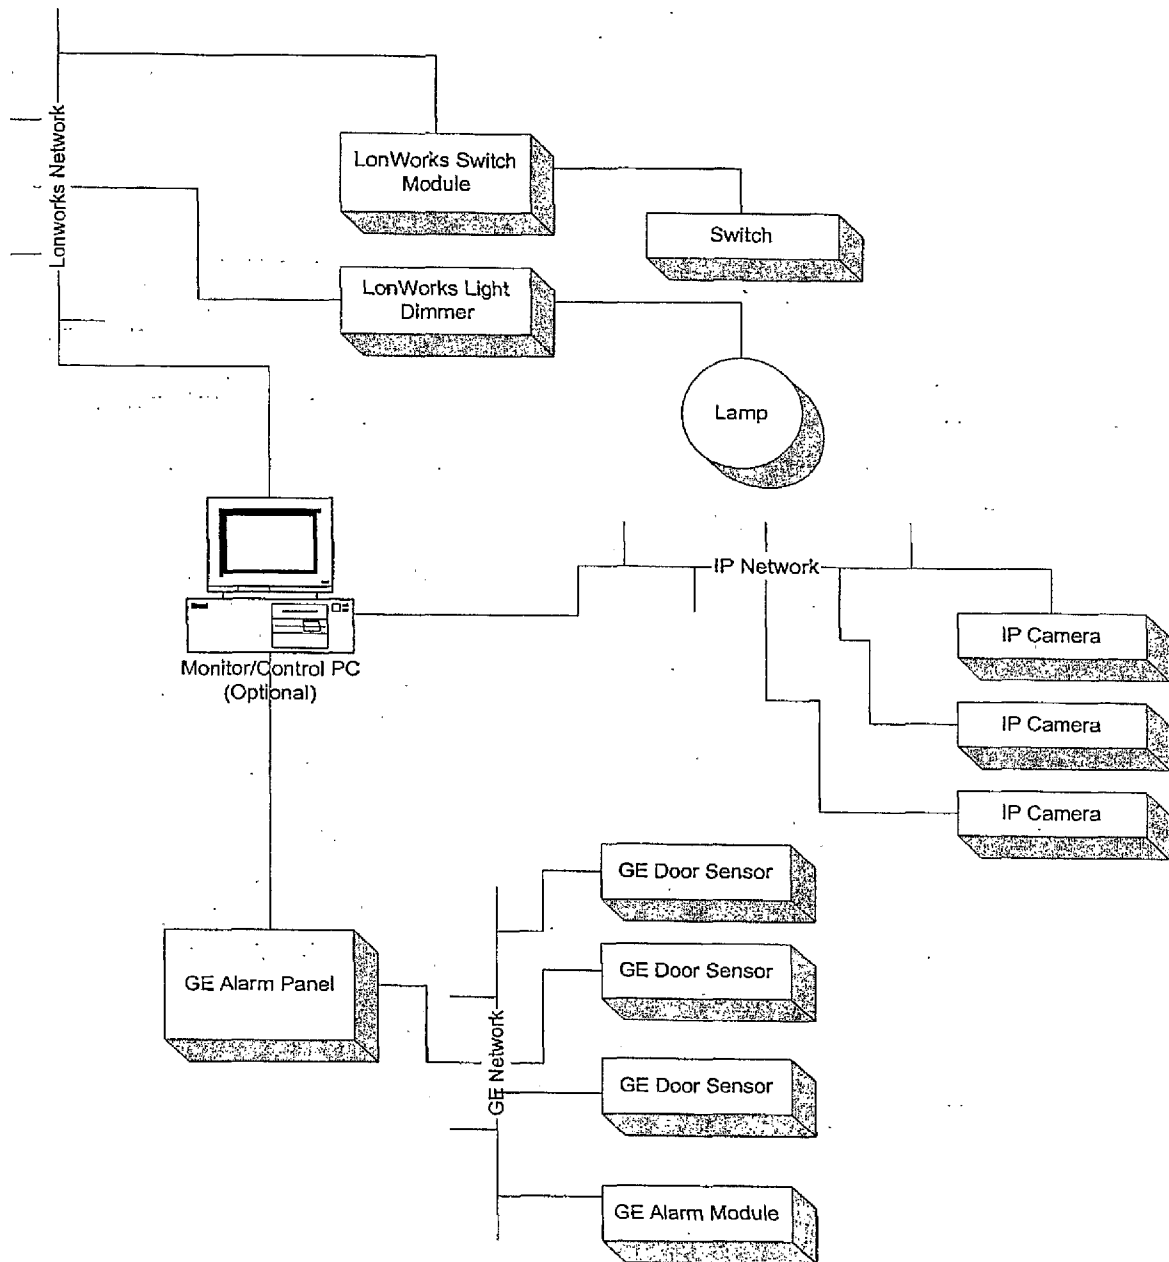 Lonworks Network
LonWorks Switch
Module
Switch
LonWorks Light
Dimmer
Lamp
IP Network
IP Camera
Monitor/Control PC
(Optional)
IP Camera
IP Camera
GE Door Sensor
GE Alarm Panel
GE Door Sensor
GE Network
GE Door Sensor
GE Alarm Module